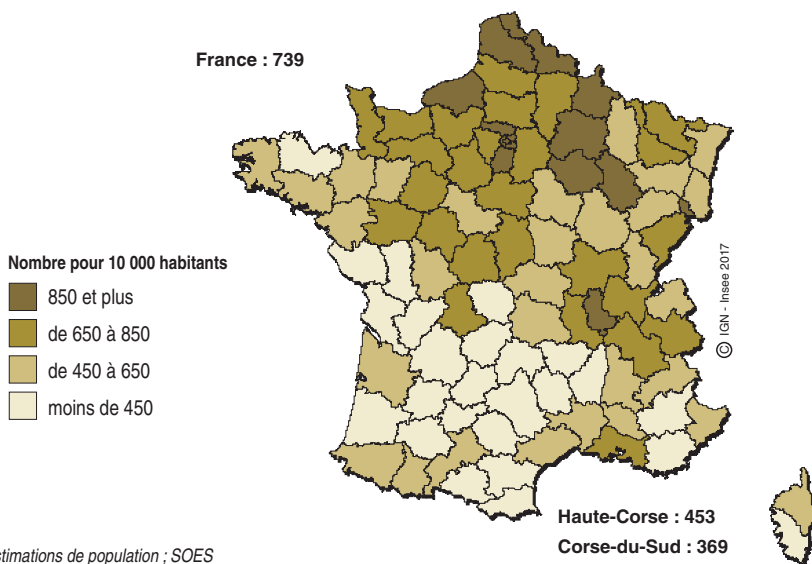 France : 739
Nombre pour 10 000 habitants
850 et plus
de 650 à 850
de 450 à 650
moins de 450
© IGN - Insee 2017
Haute-Corse : 453
Corse-du-Sud : 369
stimations de population ; SOES